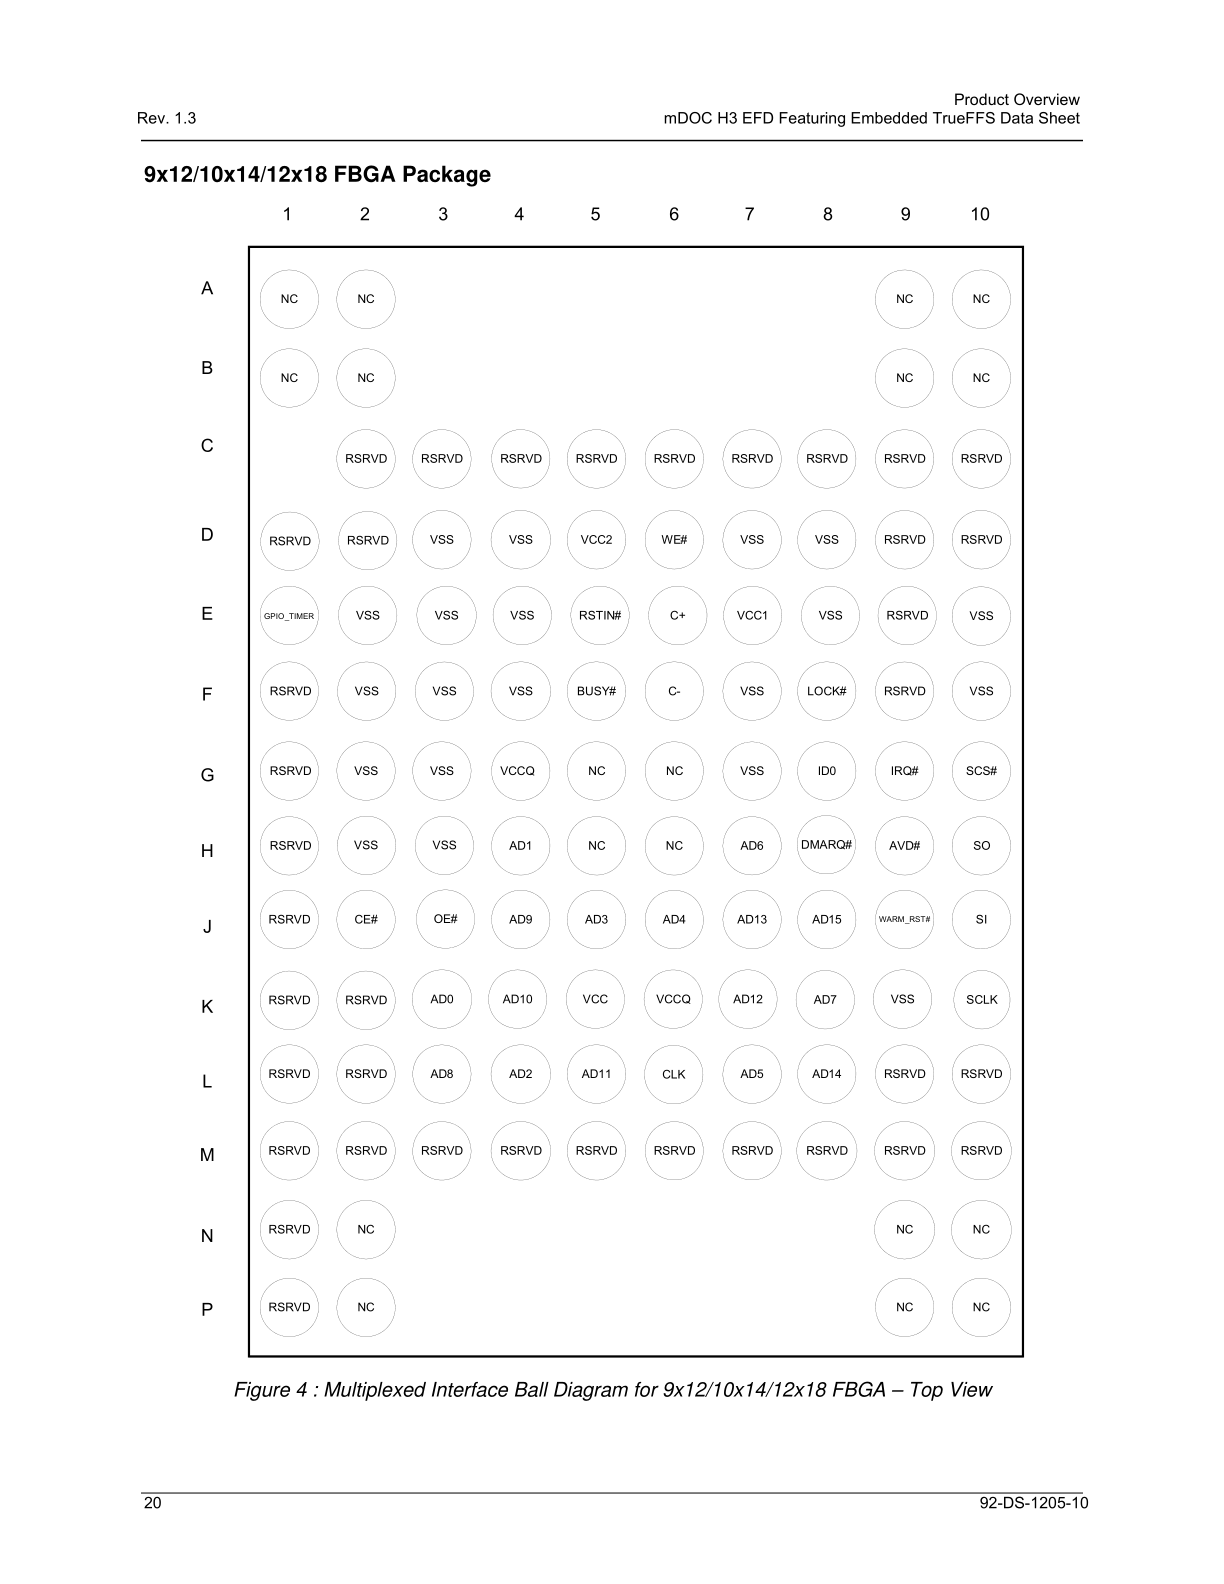 Product Overview
Rev. 1.3 mDOC H3 EFD Featuring Embedded TrueFFS Data Sheet
9x12/10x14/12x18 FBGA Package
1 2 3 4 5 6 7 8 9 10
A NC NC NC NC
B NC NC NC NC
C RSRVD RSRVD RSRVD RSRVD RSRVD RSRVD RSRVD RSRVD RSRVD
D RSRVD RSRVD VSS VSS VCC2 WE# VSS VSS RSRVD RSRVD
E GPIO_TIMER VSS VSS VSS RSTIN# C+ VCC1 VSS RSRVD VSS
F RSRVD VSS VSS VSS BUSY# C- VSS LOCK# RSRVD VSS
G RSRVD VSS VSS VCCQ NC NC VSS ID0 IRQ# SCS#
H RSRVD VSS VSS AD1 NC NC AD6 DMARQ# AVD# SO
J RSRVD CE# OE# AD9 AD3 AD4 AD13 AD15 WARM_RST# SI
K RSRVD RSRVD AD0 AD10 VCC VCCQ AD12 AD7 VSS SCLK
L RSRVD RSRVD AD8 AD2 AD11 CLK AD5 AD14 RSRVD RSRVD
M RSRVD RSRVD RSRVD RSRVD RSRVD RSRVD RSRVD RSRVD RSRVD RSRVD
N RSRVD NC NC NC
P RSRVD NC NC NC
Figure 4 : Multiplexed Interface Ball Diagram for 9x12/10x14/12x18 FBGA – Top View
20 92-DS-1205-10